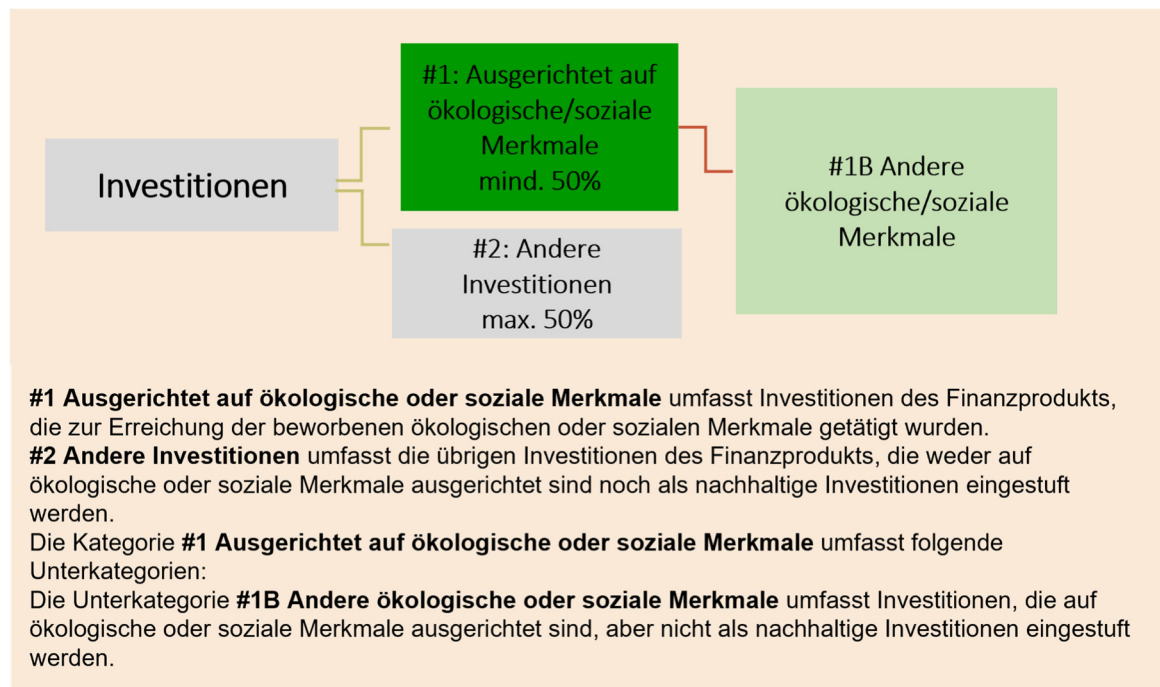 Investitionen
#1: Ausgerichtet auf
ökologische/soziale
Merkmale
mind. 50%
#2: Andere
Investitionen
max. 50%
#1B Andere
ökologische/soziale
Merkmale
#1 Ausgerichtet auf ökologische oder soziale Merkmale umfasst Investitionen des Finanzprodukts,
die zur Erreichung der beworbenen ökologischen oder sozialen Merkmale getätigt wurden.
#2 Andere Investitionen umfasst die übrigen Investitionen des Finanzprodukts, die weder auf
ökologische oder soziale Merkmale ausgerichtet sind noch als nachhaltige Investitionen eingestuft
werden.
Die Kategorie #1 Ausgerichtet auf ökologische oder soziale Merkmale umfasst folgende
Unterkategorien:
Die Unterkategorie #1B Andere ökologische oder soziale Merkmale umfasst Investitionen, die auf
ökologische oder soziale Merkmale ausgerichtet sind, aber nicht als nachhaltige Investitionen eingestuft
werden.